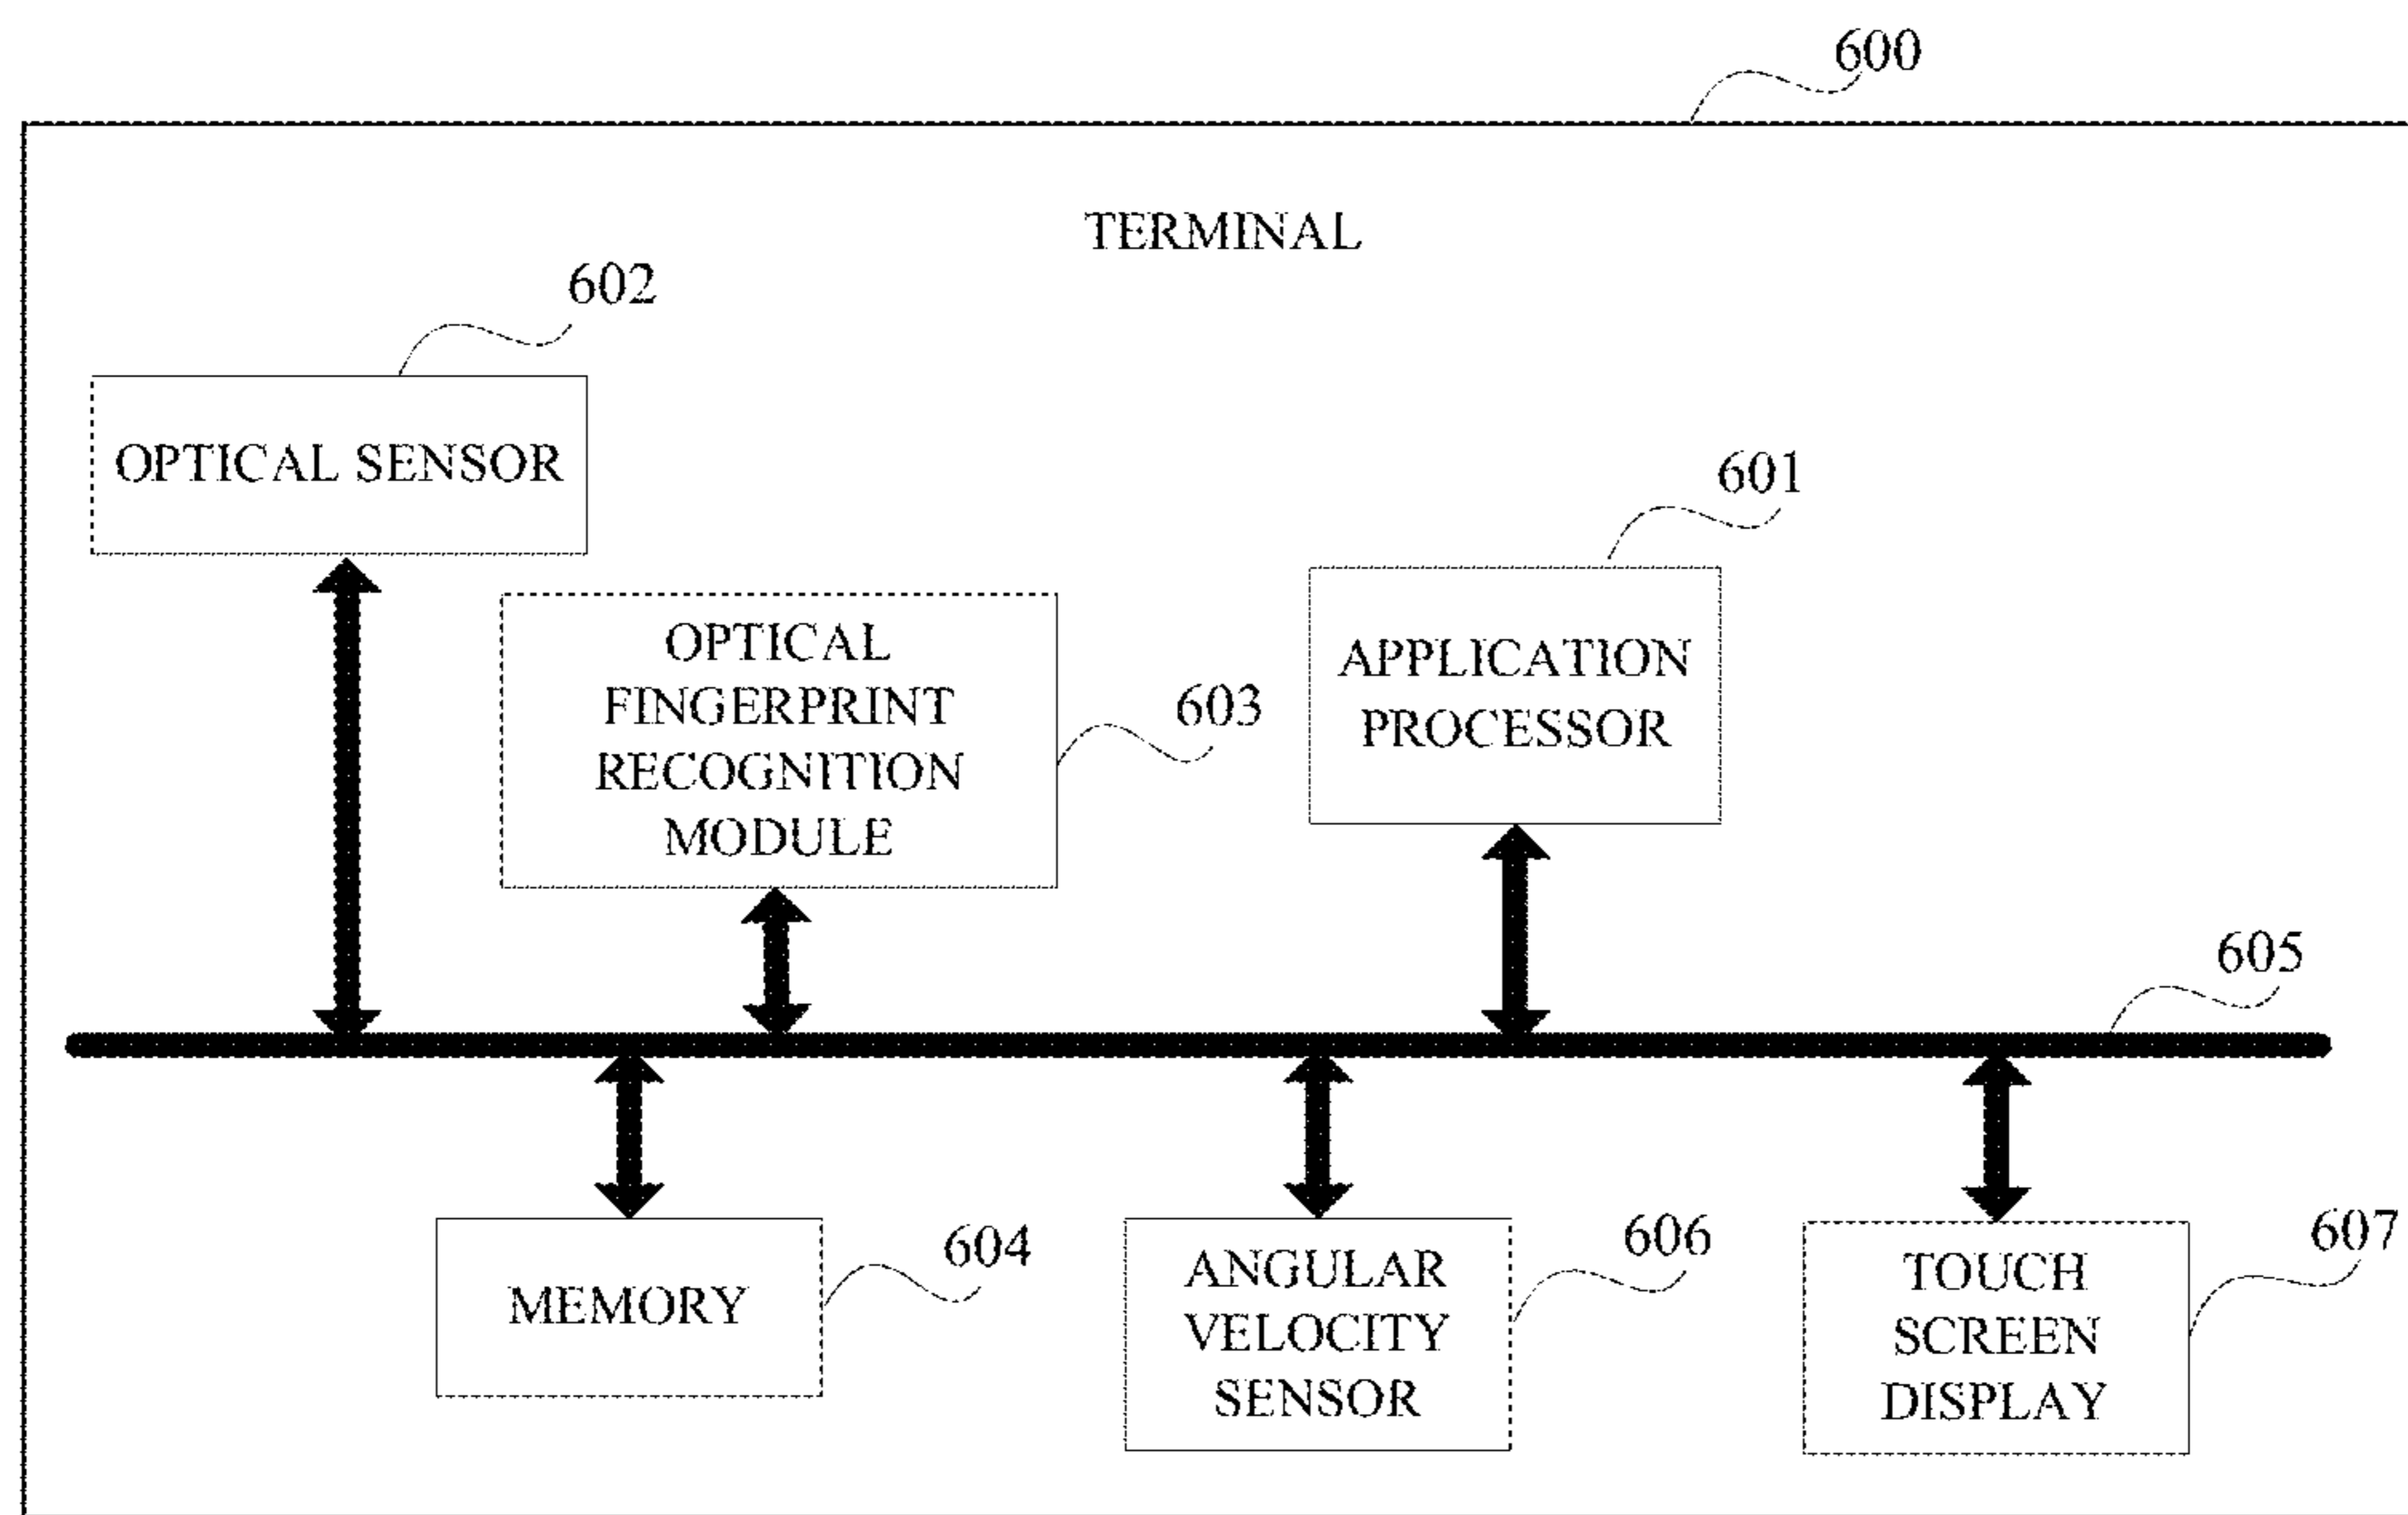 600
TERMINAL
602
OPTICAL SENSOR
601
OPTICAL
FINGERPRINT
RECOGNITION
MODULE
603
APPLICATION
PROCESSOR
605
MEMORY
604
ANGULAR
VELOCITY
SENSOR
606
TOUCH
SCREEN
DISPLAY
607